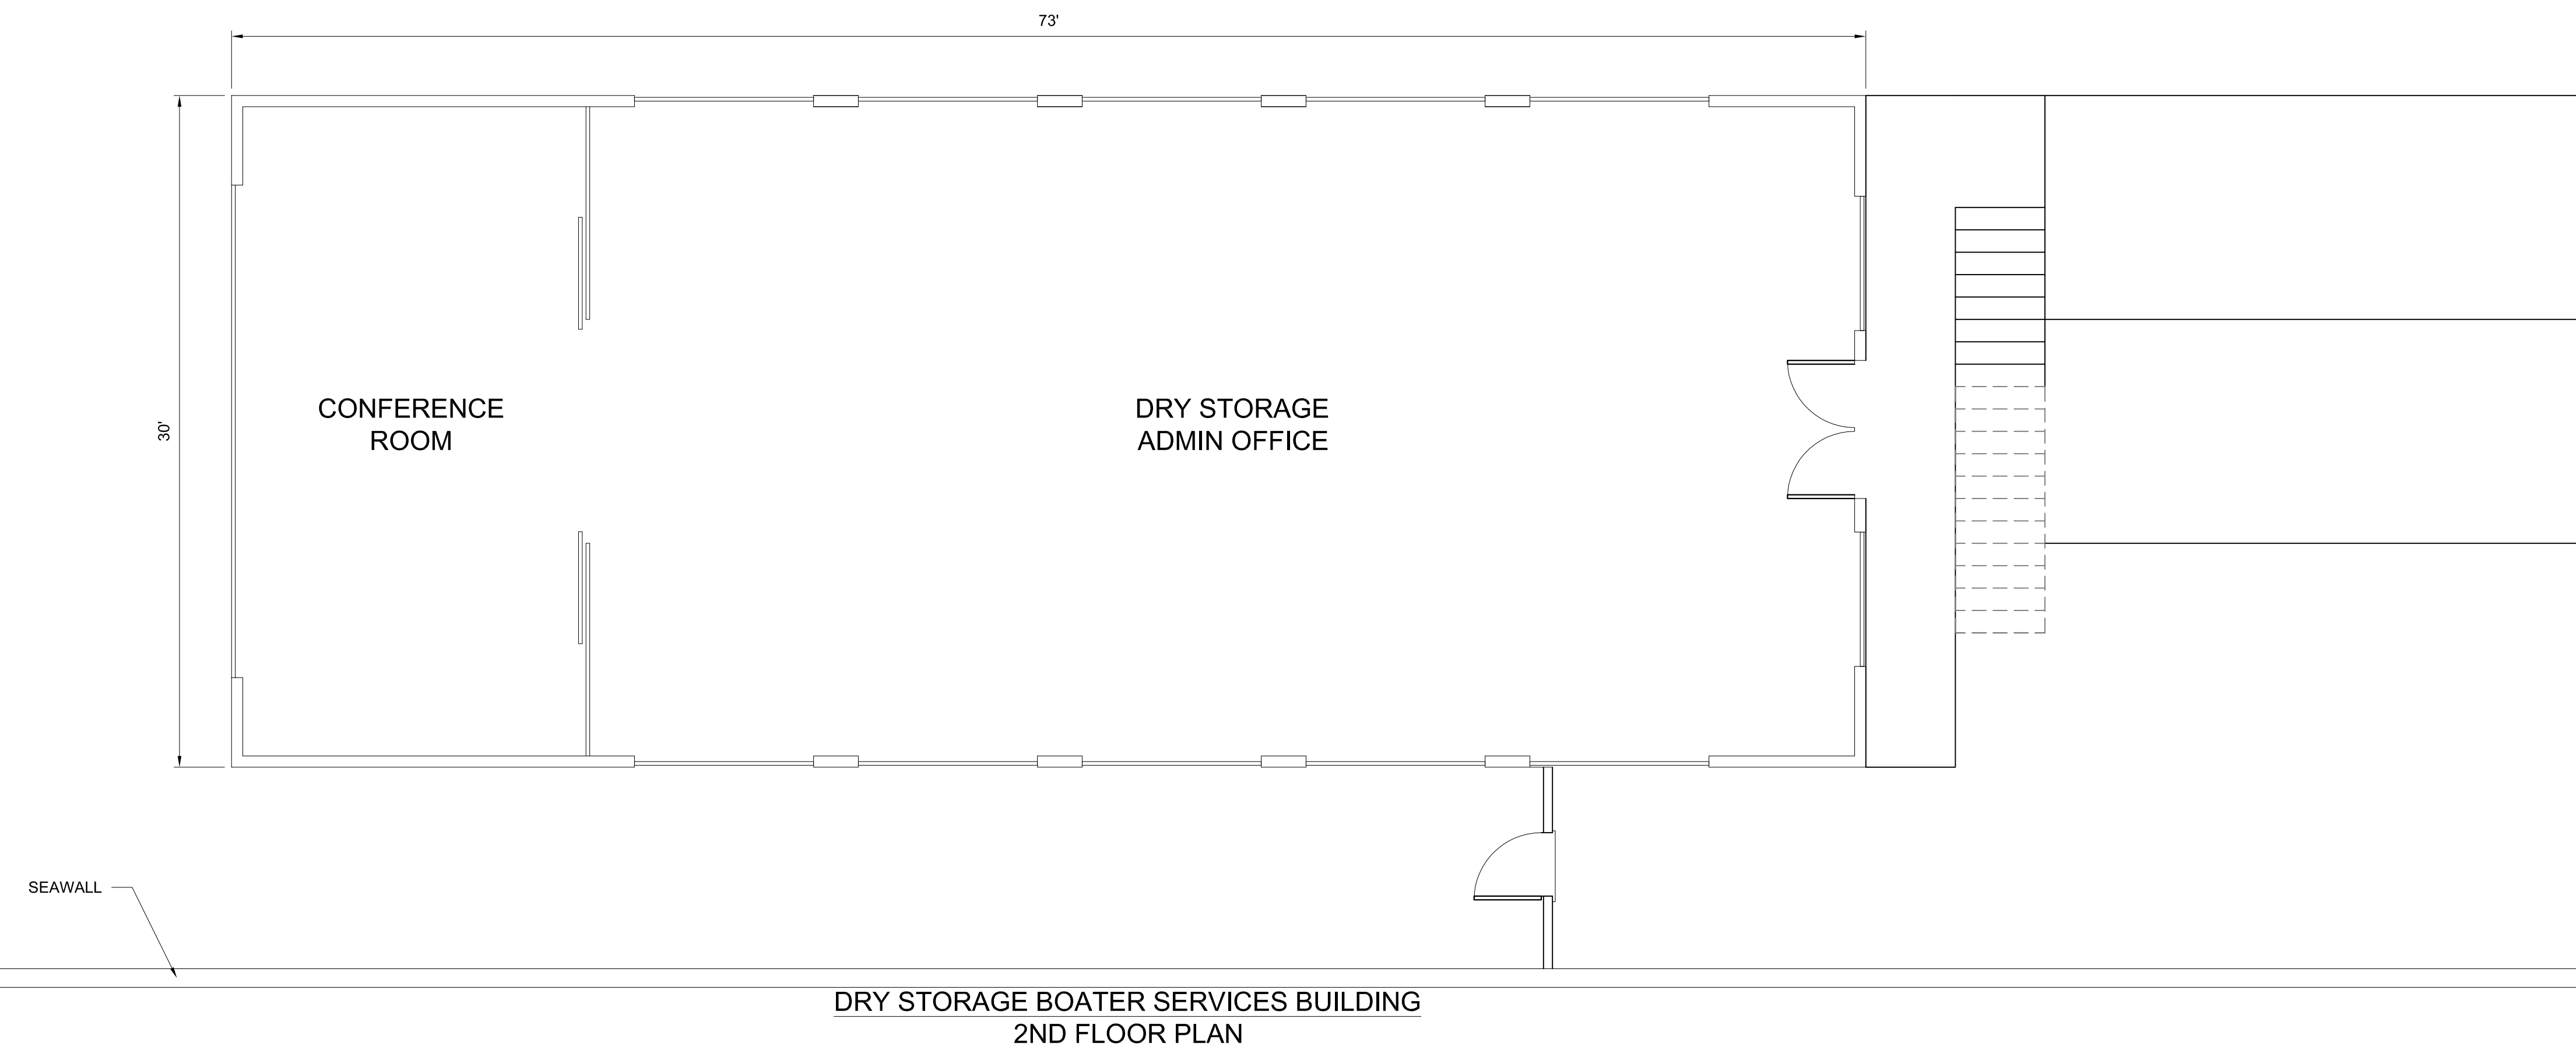 73'
30'
CONFERENCE
ROOM
DRY STORAGE
ADMIN OFFICE
SEAWALL
DRY STORAGE BOATER SERVICES BUILDING
2ND FLOOR PLAN